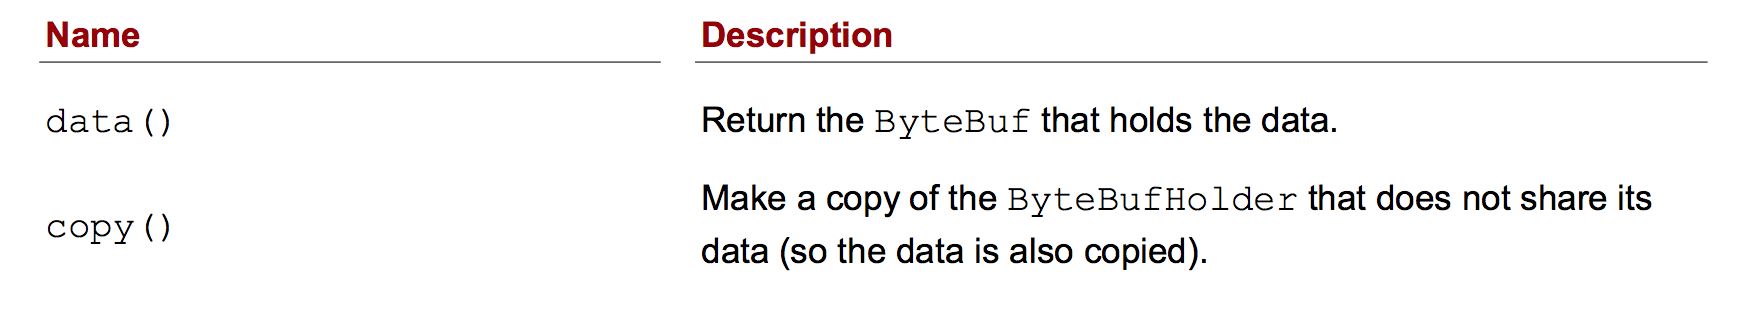 Name Description
data() Return the ByteBuf that holds the data.
copy() Make a copy of the ByteBufHolder that does not share its
data (so the data is also copied).